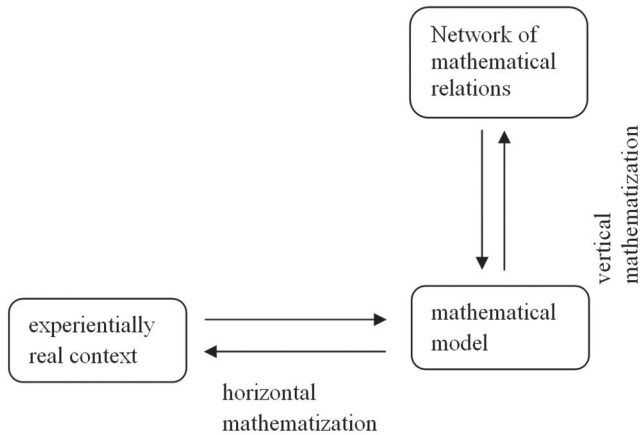 Network of
mathematical
relations
vertical
mathematization
experientially
real context
mathematical
model
horizontal
mathematization